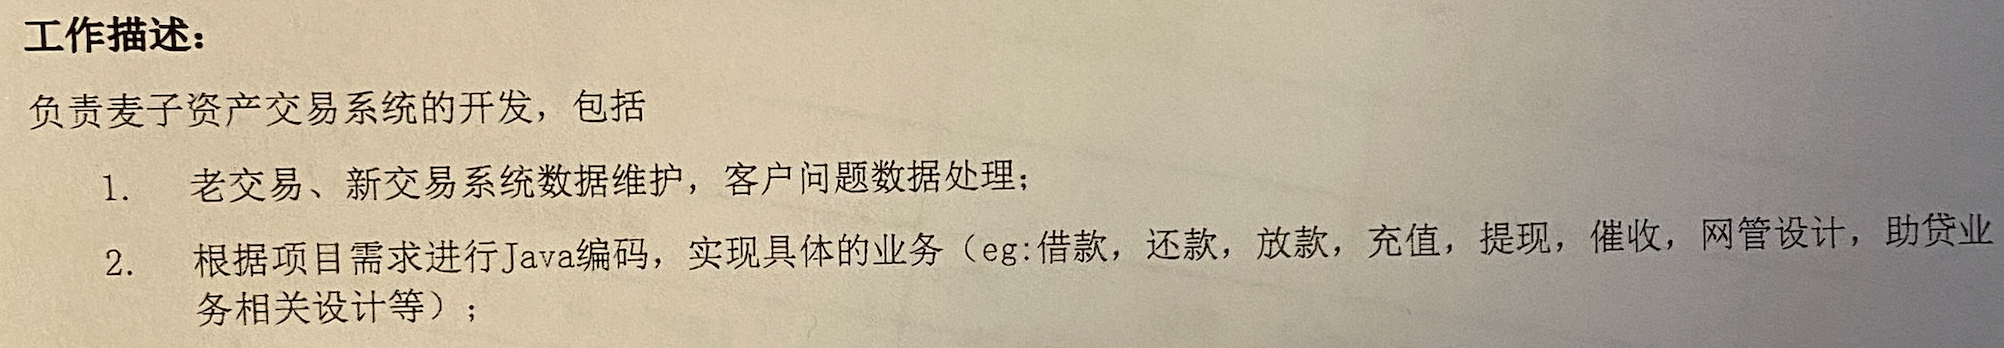 工作描述：
负责麦子资产交易系统的开发，包括
1. 老交易、新交易系统数据维护，客户问题数据处理；
2. 根据项目需求进行Java编码，实现具体的业务（eg:借款，还款，放款，充值，提现，催收，网管设计，助贷业
务相关设计等）；